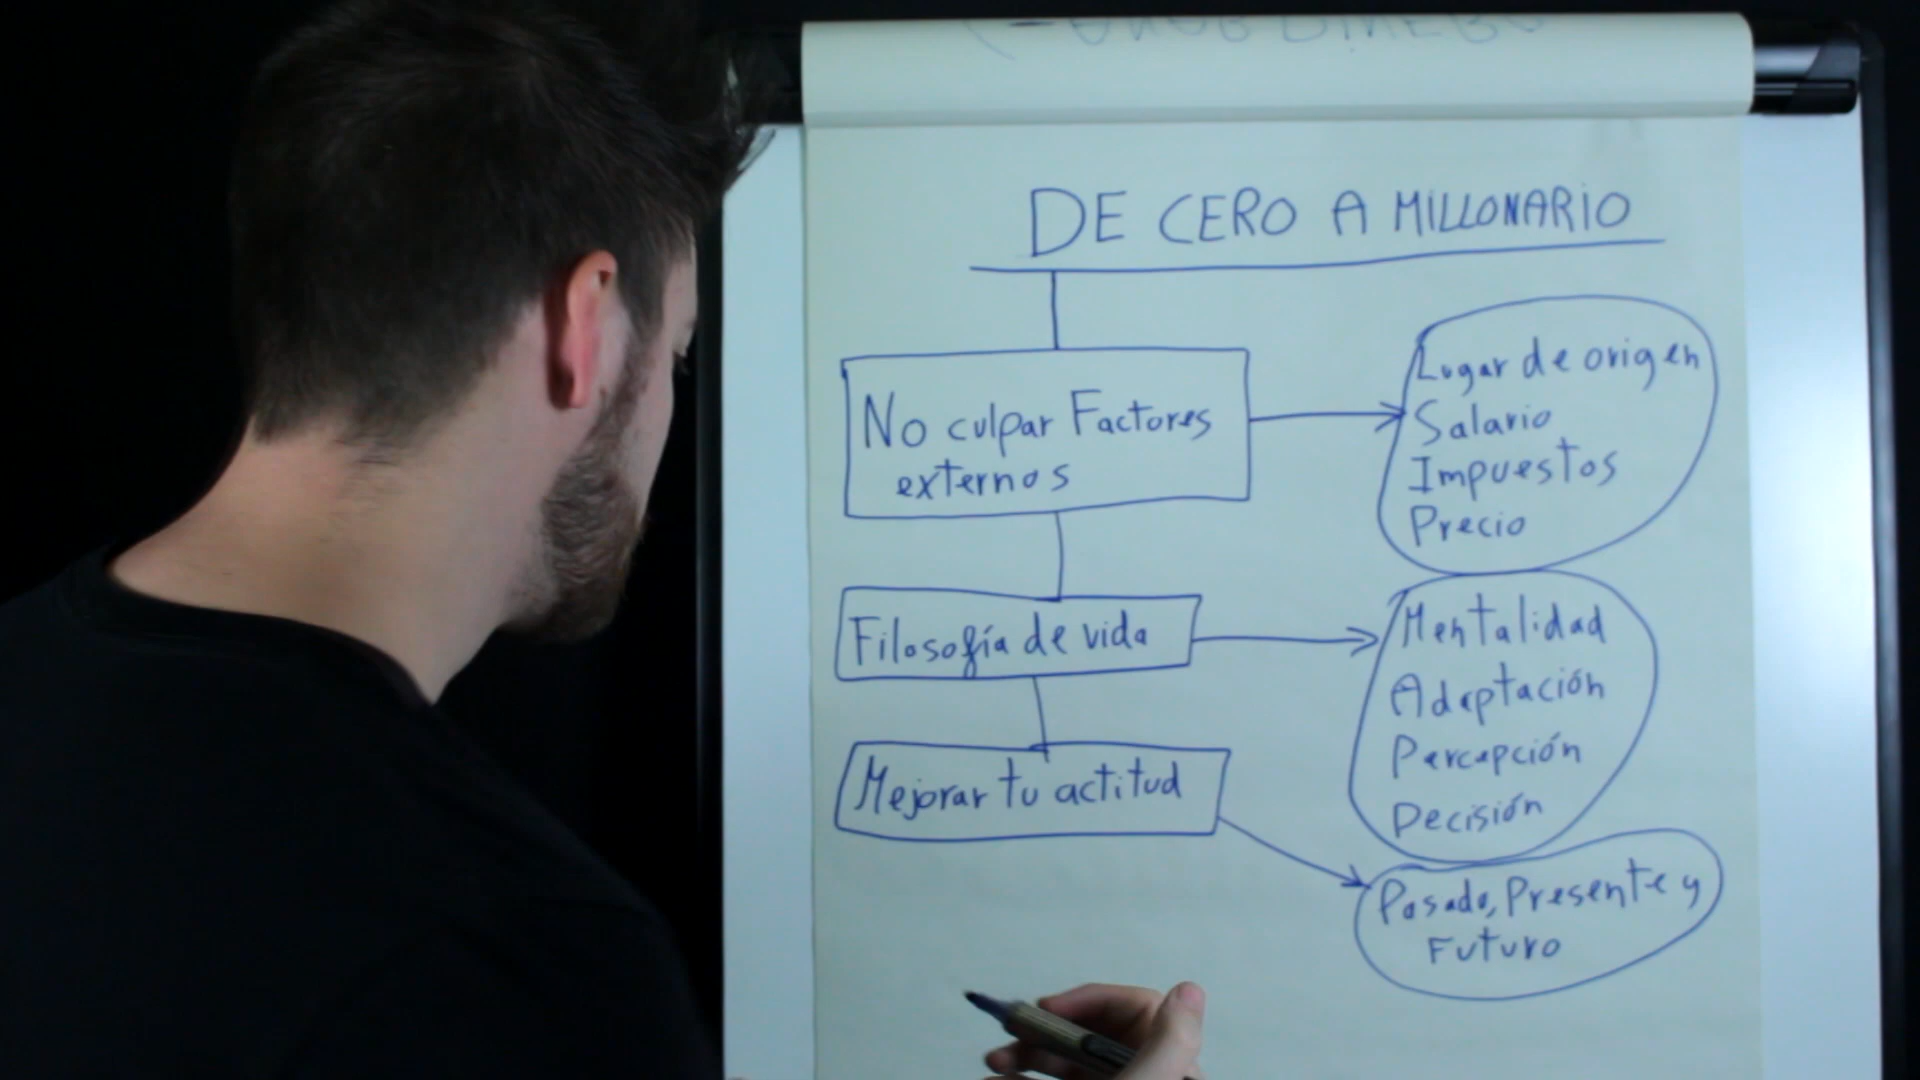 DE CERO A MILLONARIO
No culpar Factores
externos
Lugar de origen
Salario
Impuestos
Precio
Filosofía de vida
Mentalidad
Adaptación
Percepción
Decisión
Mejorar tu actitud
Pasado, Presente y
Futuro